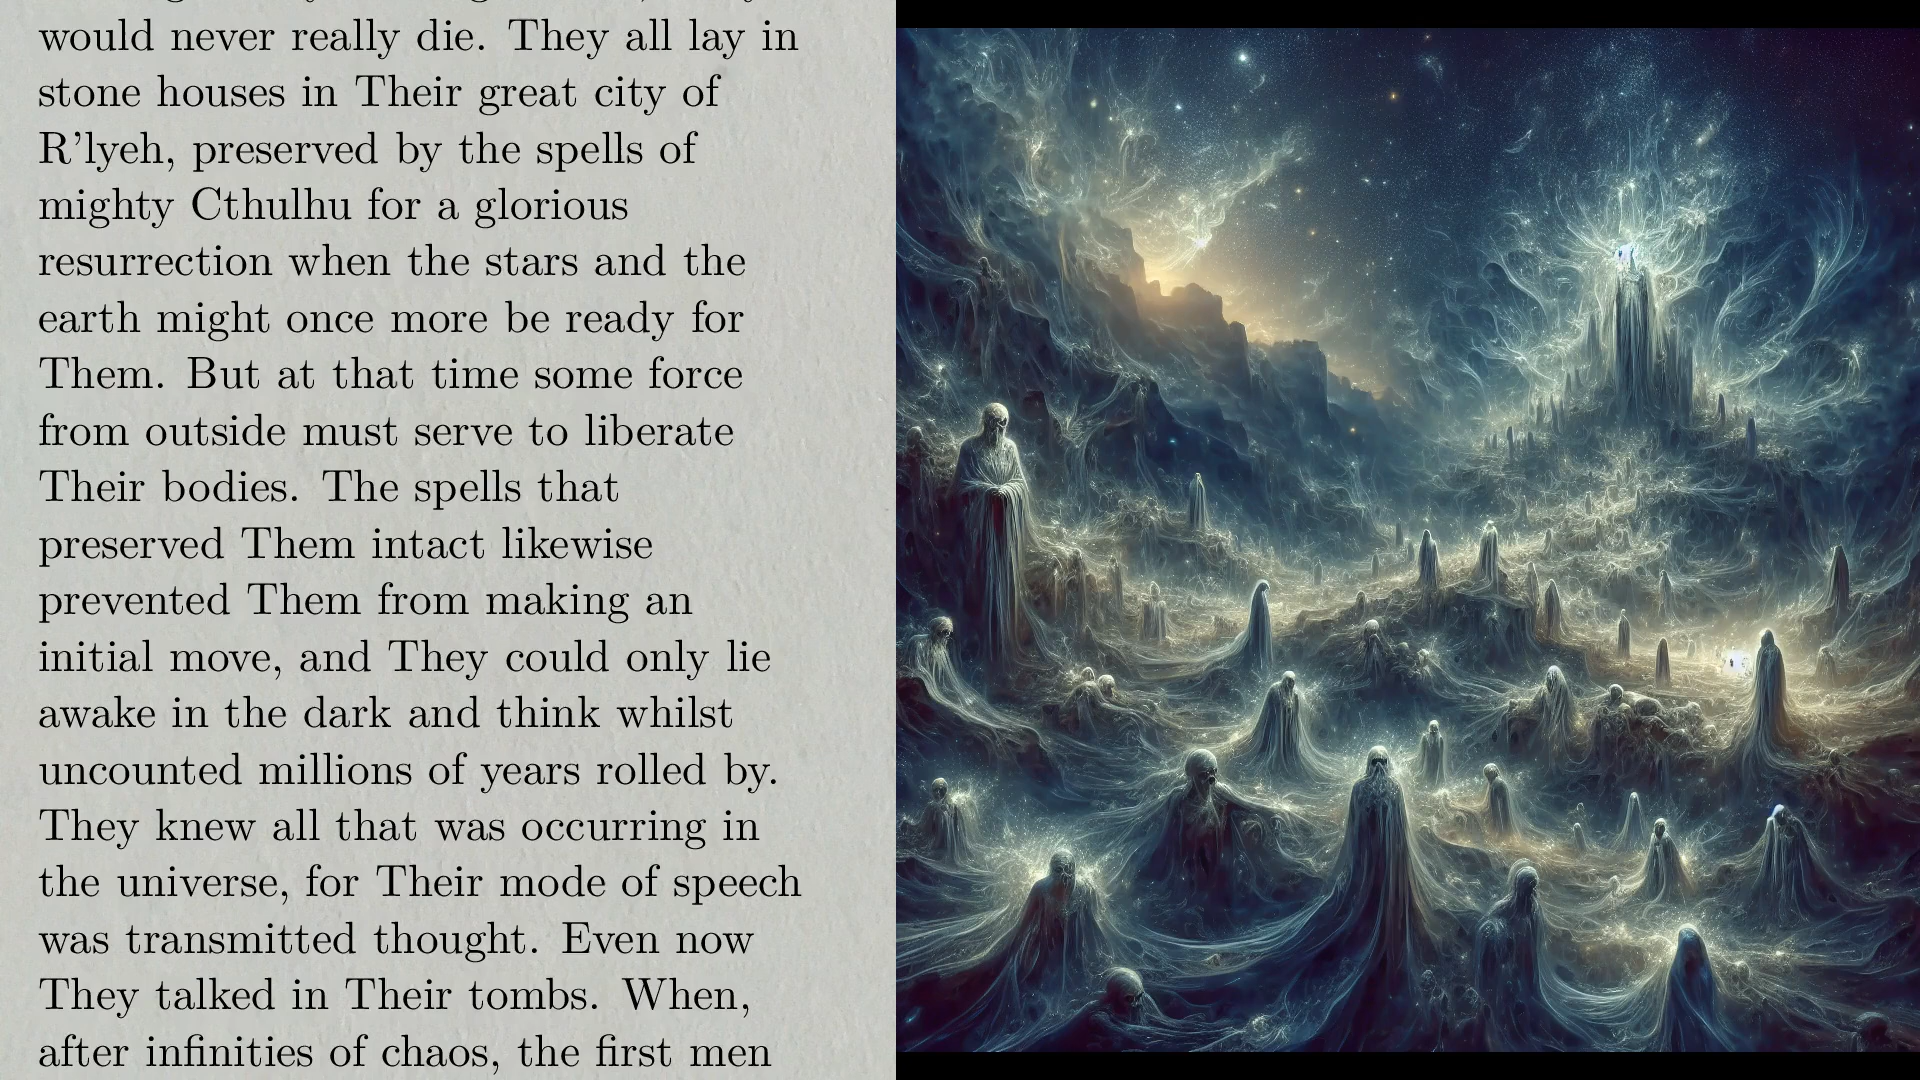 would never really die. They all lay in
stone houses in Their great city of
R'lyeh, preserved by the spells of
mighty Cthulhu for a glorious
resurrection when the stars and the
earth might once more be ready for
Them. But at that time some force
from outside must serve to liberate
Their bodies. The spells that
preserved Them intact likewise
prevented Them from making an
initial move, and They could only lie
awake in the dark and think whilst
uncounted millions of years rolled by.
They knew all that was occurring in
the universe, for Their mode of speech
was transmitted thought. Even now
They talked in Their tombs. When,
after infinities of chaos, the first men